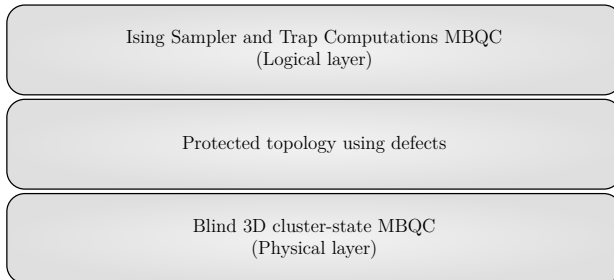 Ising Sampler and Trap Computations MBQC
(Logical layer)
Protected topology using defects
Blind 3D cluster-state MBQC
(Physical layer)